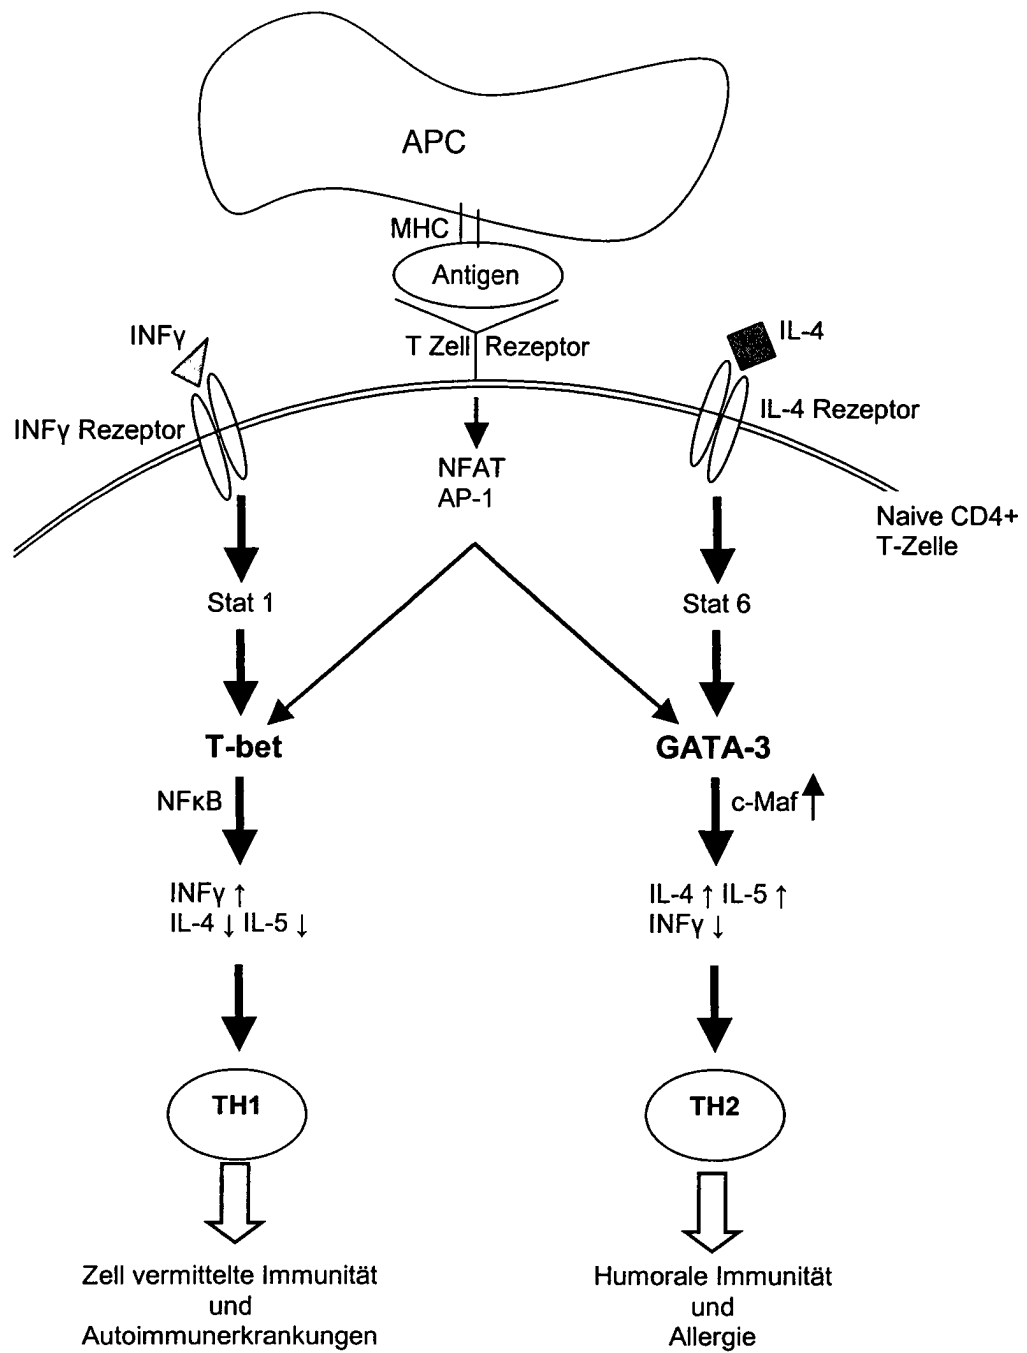 APC
MHC
Antigen
INFγ
T Zell Rezeptor
IL-4
INFγ Rezeptor
IL-4 Rezeptor
NFAT
AP-1
Naive CD4+
T-Zelle
Stat 1
Stat 6
T-bet
GATA-3
NFκB
c-Maf ↑
INFγ ↑
IL-4 ↓ IL-5 ↓
IL-4 ↑ IL-5 ↑
INFγ ↓
TH1
TH2
Zell vermittelte Immunität
und
Autoimmunerkrankungen
Humorale Immunität
und
Allergie